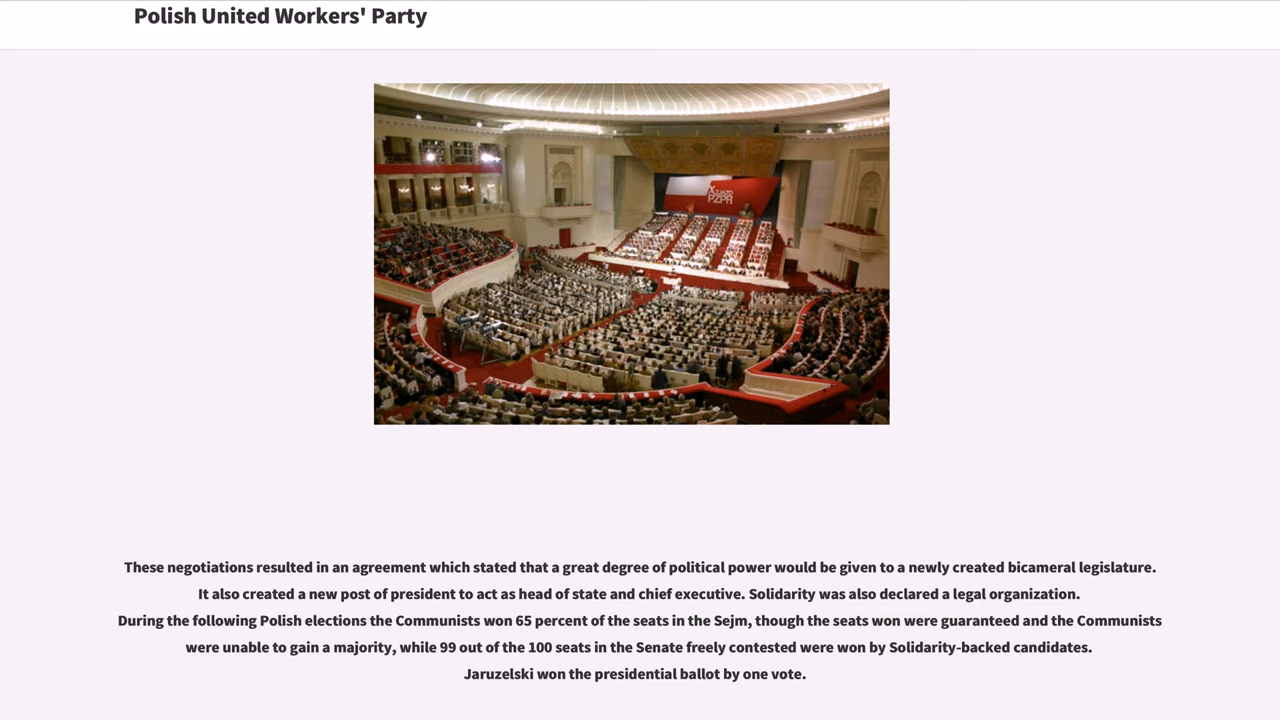 Polish United Workers' Party
X ZJAZD
PZPR
These negotiations resulted in an agreement which stated that a great degree of political power would be given to a newly created bicameral legislature.
It also created a new post of president to act as head of state and chief executive. Solidarity was also declared a legal organization.
During the following Polish elections the Communists won 65 percent of the seats in the Sejm, though the seats won were guaranteed and the Communists
were unable to gain a majority, while 99 out of the 100 seats in the Senate freely contested were won by Solidarity-backed candidates.
Jaruzelski won the presidential ballot by one vote.